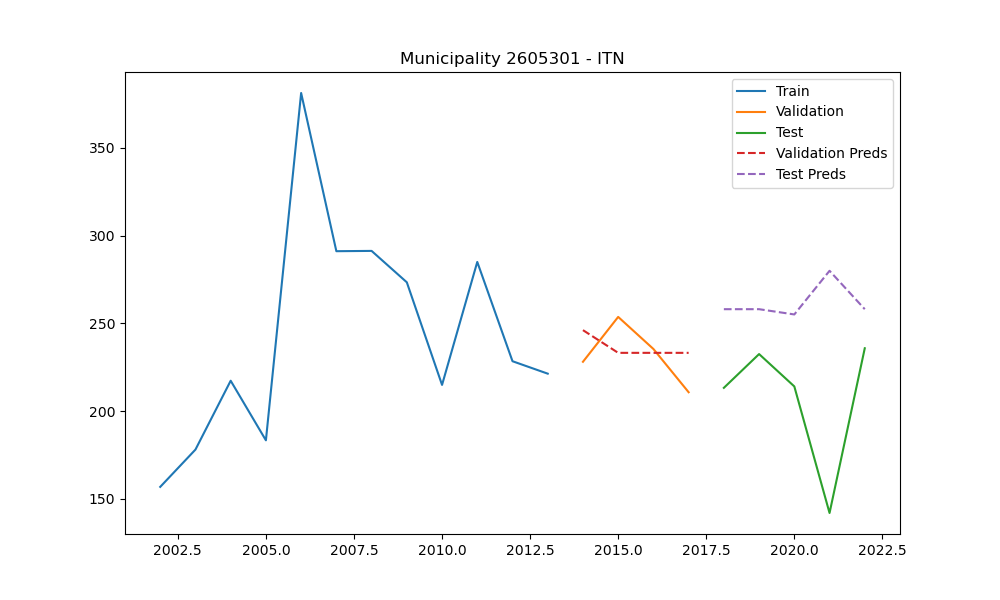 Municipality 2605301 - ITN
Train
Validation
Test
Validation Preds
Test Preds
350
300
250
200
150
2002.5 2005.0 2007.5 2010.0 2012.5 2015.0 2017.5 2020.0 2022.5